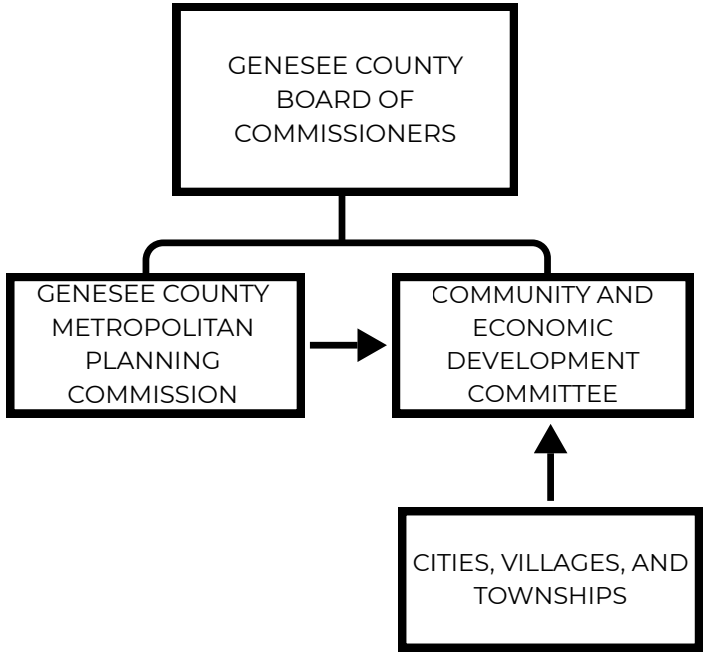 GENESEE COUNTY
BOARD OF
COMMISSIONERS
GENESEE COUNTY
METROPOLITAN
PLANNING
COMMISSION
COMMUNITY AND
ECONOMIC
DEVELOPMENT
COMMITTEE
CITIES, VILLAGES, AND
TOWNSHIPS